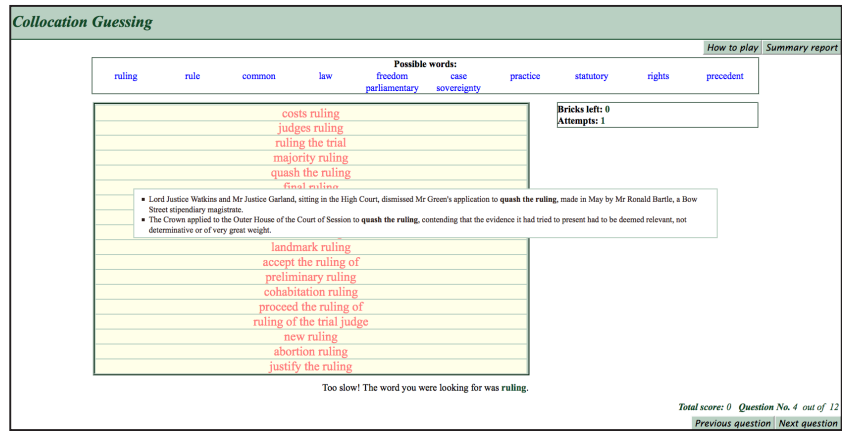 Collocation Guessing
How to play Summary report
Possible words:
ruling rule common law freedom case practice statutory rights precedent
parliamentary sovereignty
costs ruling
judges ruling
ruling the trial
majority ruling
quash the ruling
final ruling
Bricks left: 0
Attempts: 1
▪ Lord Justice Watkins and Mr Justice Garland, sitting in the High Court, dismissed Mr Green's application to quash the ruling, made in May by Mr Ronald Bartle, a Bow
Street stipendiary magistrate.
▪ The Crown applied to the Outer House of the Court of Session to quash the ruling, contending that the evidence it had tried to present had to be deemed relevant, not
determinative or of very great weight.
landmark ruling
accept the ruling of
preliminary ruling
cohabitation ruling
proceed the ruling of
ruling of the trial judge
new ruling
abortion ruling
justify the ruling
Too slow! The word you were looking for was ruling.
Total score: 0 Question No. 4 out of 12
Previous question Next question